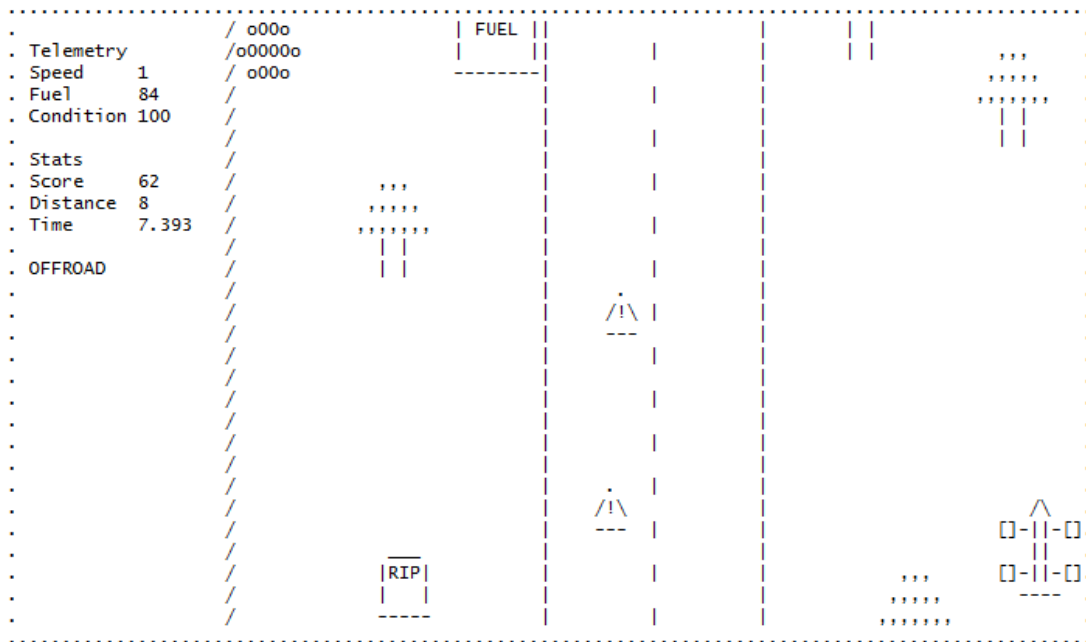 FUEL
Telemetry
Speed 1
Fuel 84
Condition 100
Stats
Score 62
Distance 8
Time 7.393
OFFROAD
RIP